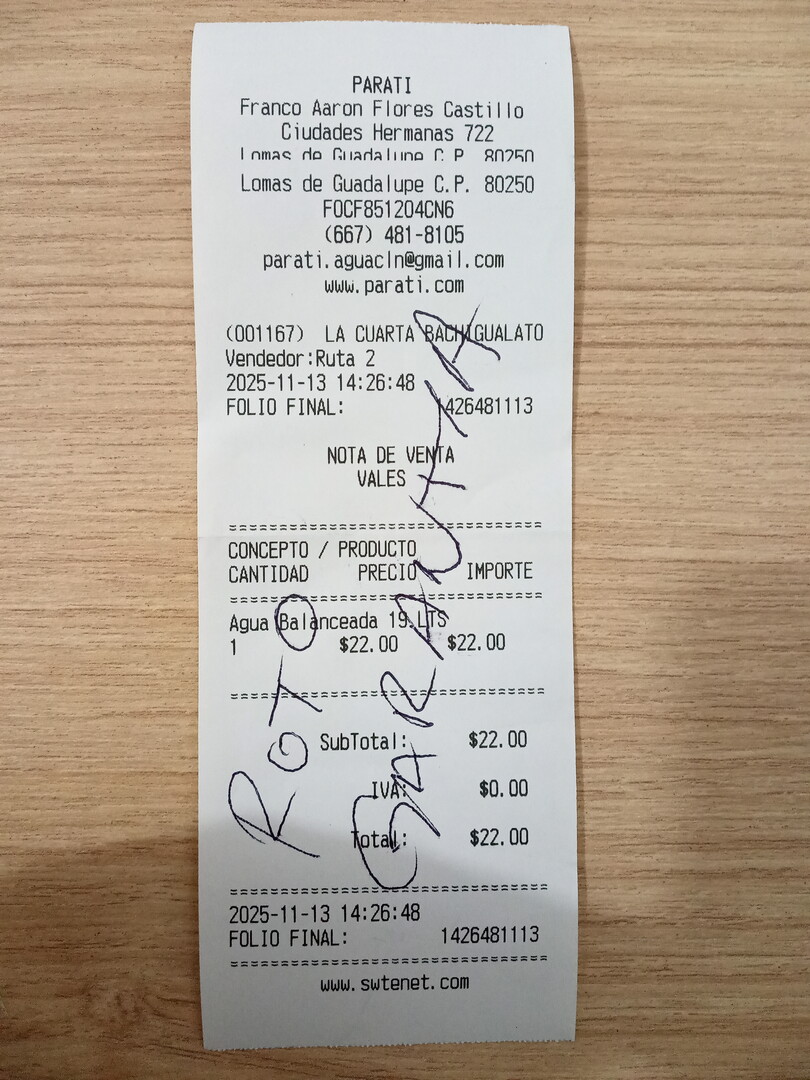 PARATI
Franco Aaron Flores Castillo
Ciudades Hermanas 722
Lomas de Guadalupe C.P. 80250
Lomas de Guadalupe C.P. 80250
FOCF851204CN6
(667) 481-8105
parati.aguacln@gmail.com
www.parati.com
(001167) LA CUARTA BACHIGUALATO
Vendedor:Ruta 2
2025-11-13 14:26:48
FOLIO FINAL: 1426481113
NOTA DE VENTA
VALES
CONCEPTO / PRODUCTO
CANTIDAD PRECIO IMPORTE
Agua Balanceada 19 LTS
1 $22.00 $22.00
SubTotal: $22.00
IVA: $0.00
Total: $22.00
2025-11-13 14:26:48
FOLIO FINAL: 1426481113
www.swtenet.com
ROTO
GARANTIA